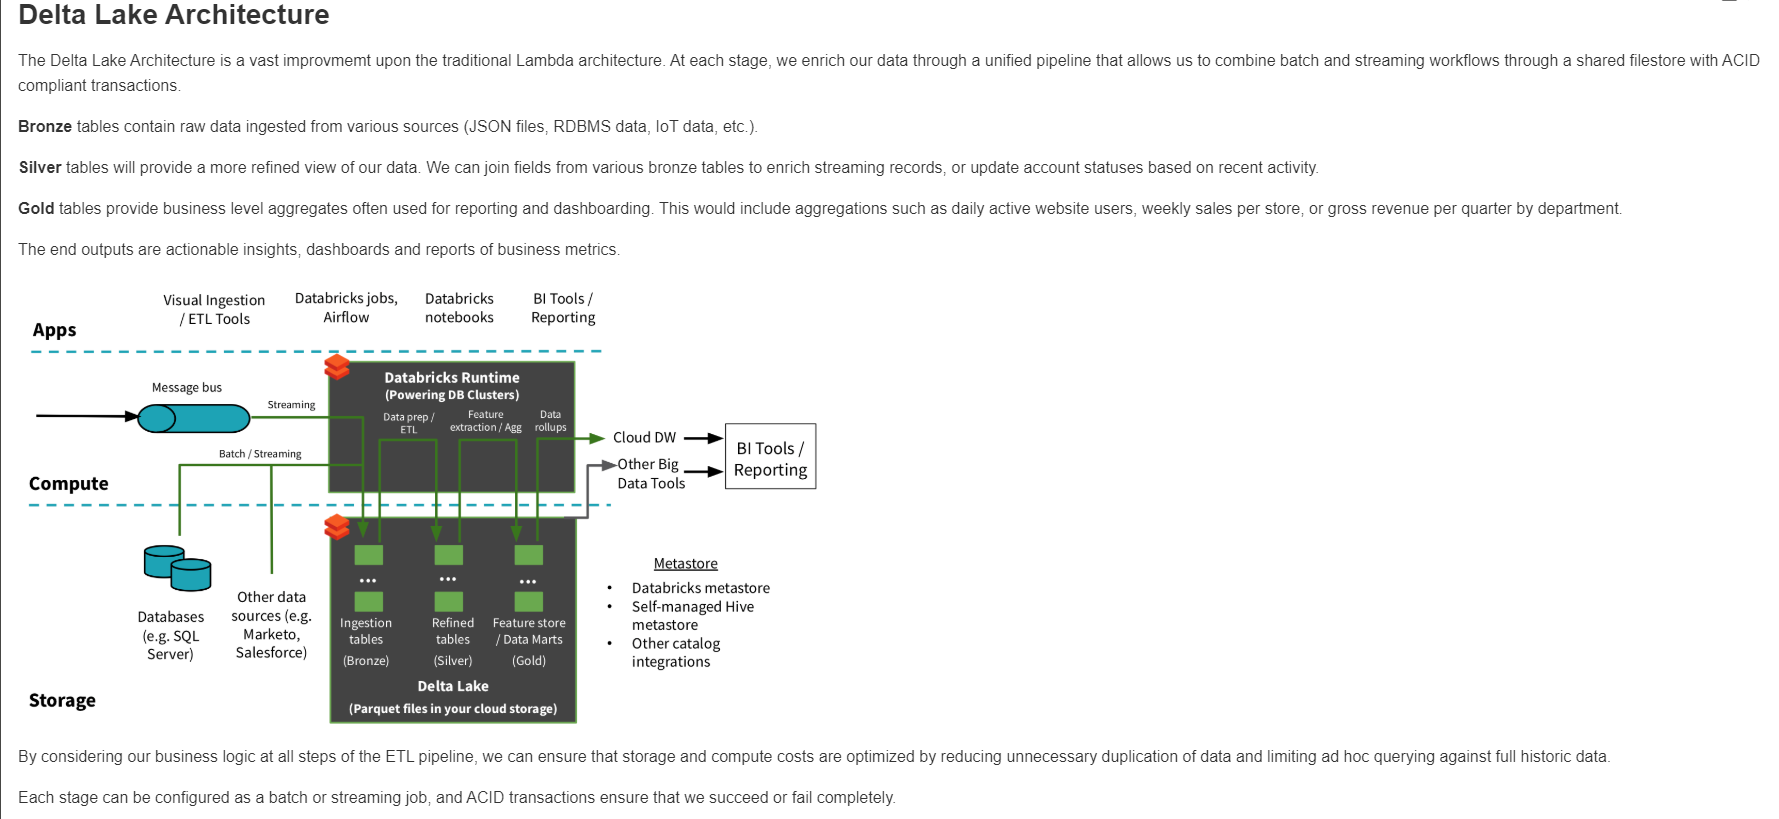 Delta Lake Architecture
The Delta Lake Architecture is a vast improvmemt upon the traditional Lambda architecture. At each stage, we enrich our data through a unified pipeline that allows us to combine batch and streaming workflows through a shared filestore with ACID
compliant transactions.
Bronze tables contain raw data ingested from various sources (JSON files, RDBMS data, IoT data, etc.).
Silver tables will provide a more refined view of our data. We can join fields from various bronze tables to enrich streaming records, or update account statuses based on recent activity.
Gold tables provide business level aggregates often used for reporting and dashboarding. This would include aggregations such as daily active website users, weekly sales per store, or gross revenue per quarter by department.
The end outputs are actionable insights, dashboards and reports of business metrics.
Visual Ingestion
/ ETL Tools
Databricks jobs,
Airflow
Databricks
notebooks
BI Tools /
Reporting
Apps
Databricks Runtime
(Powering DB Clusters)
Message bus
Streaming
Data prep /
ETL
Feature
extraction / Agg
Data
rollups
Batch / Streaming
Cloud DW
Other Big
Data Tools
BI Tools /
Reporting
Compute
Databases
(e.g. SQL
Server)
Other data
sources (e.g.
Marketo,
Salesforce)
...
...
...
Ingestion
tables
(Bronze)
Refined
tables
(Silver)
Feature store
/ Data Marts
(Gold)
Delta Lake
(Parquet files in your cloud storage)
Metastore
• Databricks metastore
• Self-managed Hive
metastore
• Other catalog
integrations
Storage
By considering our business logic at all steps of the ETL pipeline, we can ensure that storage and compute costs are optimized by reducing unnecessary duplication of data and limiting ad hoc querying against full historic data.
Each stage can be configured as a batch or streaming job, and ACID transactions ensure that we succeed or fail completely.